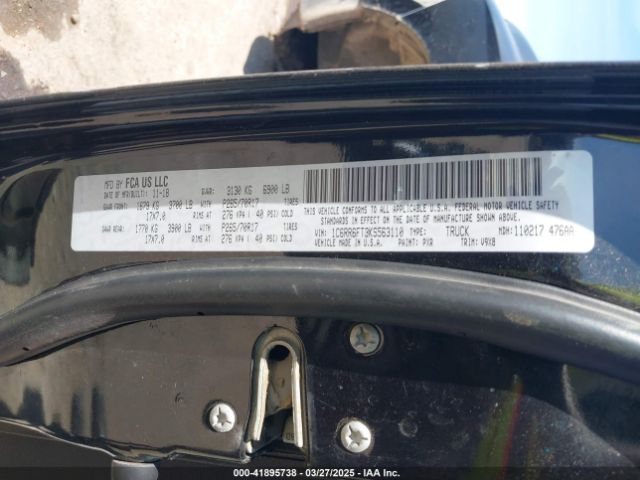 MFD BY FCA US LLC
DATE OF MFR(BUILT): 11-18 GVWR: 3130 KG 6900 LB
GAWR FRONT: 1679 KG 3700 LB WITH P265/70R17
17X7.0 RIMS AT 276 KPA ( 40 PSI) COLD
GAWR REAR: 1770 KG 3900 LB WITH P265/70R17
17X7.0 RIMS AT 276 KPA ( 40 PSI) COLD
THIS VEHICLE CONFORMS TO ALL APPLICABLE U.S.A. FEDERAL MOTOR VEHICLE SAFETY
STANDARDS IN EFFECT ON THE DATE OF MANUFACTURE SHOWN ABOVE.
VIN: 1C6RR6FT3KS563110 TYPE: TRUCK MDH: 110217 476AA
VEHICLE MADE IN U.S.A. PAINT: PXR TRIM: V9X8
000-41895738 — 03/27/2025 — IAA Inc.